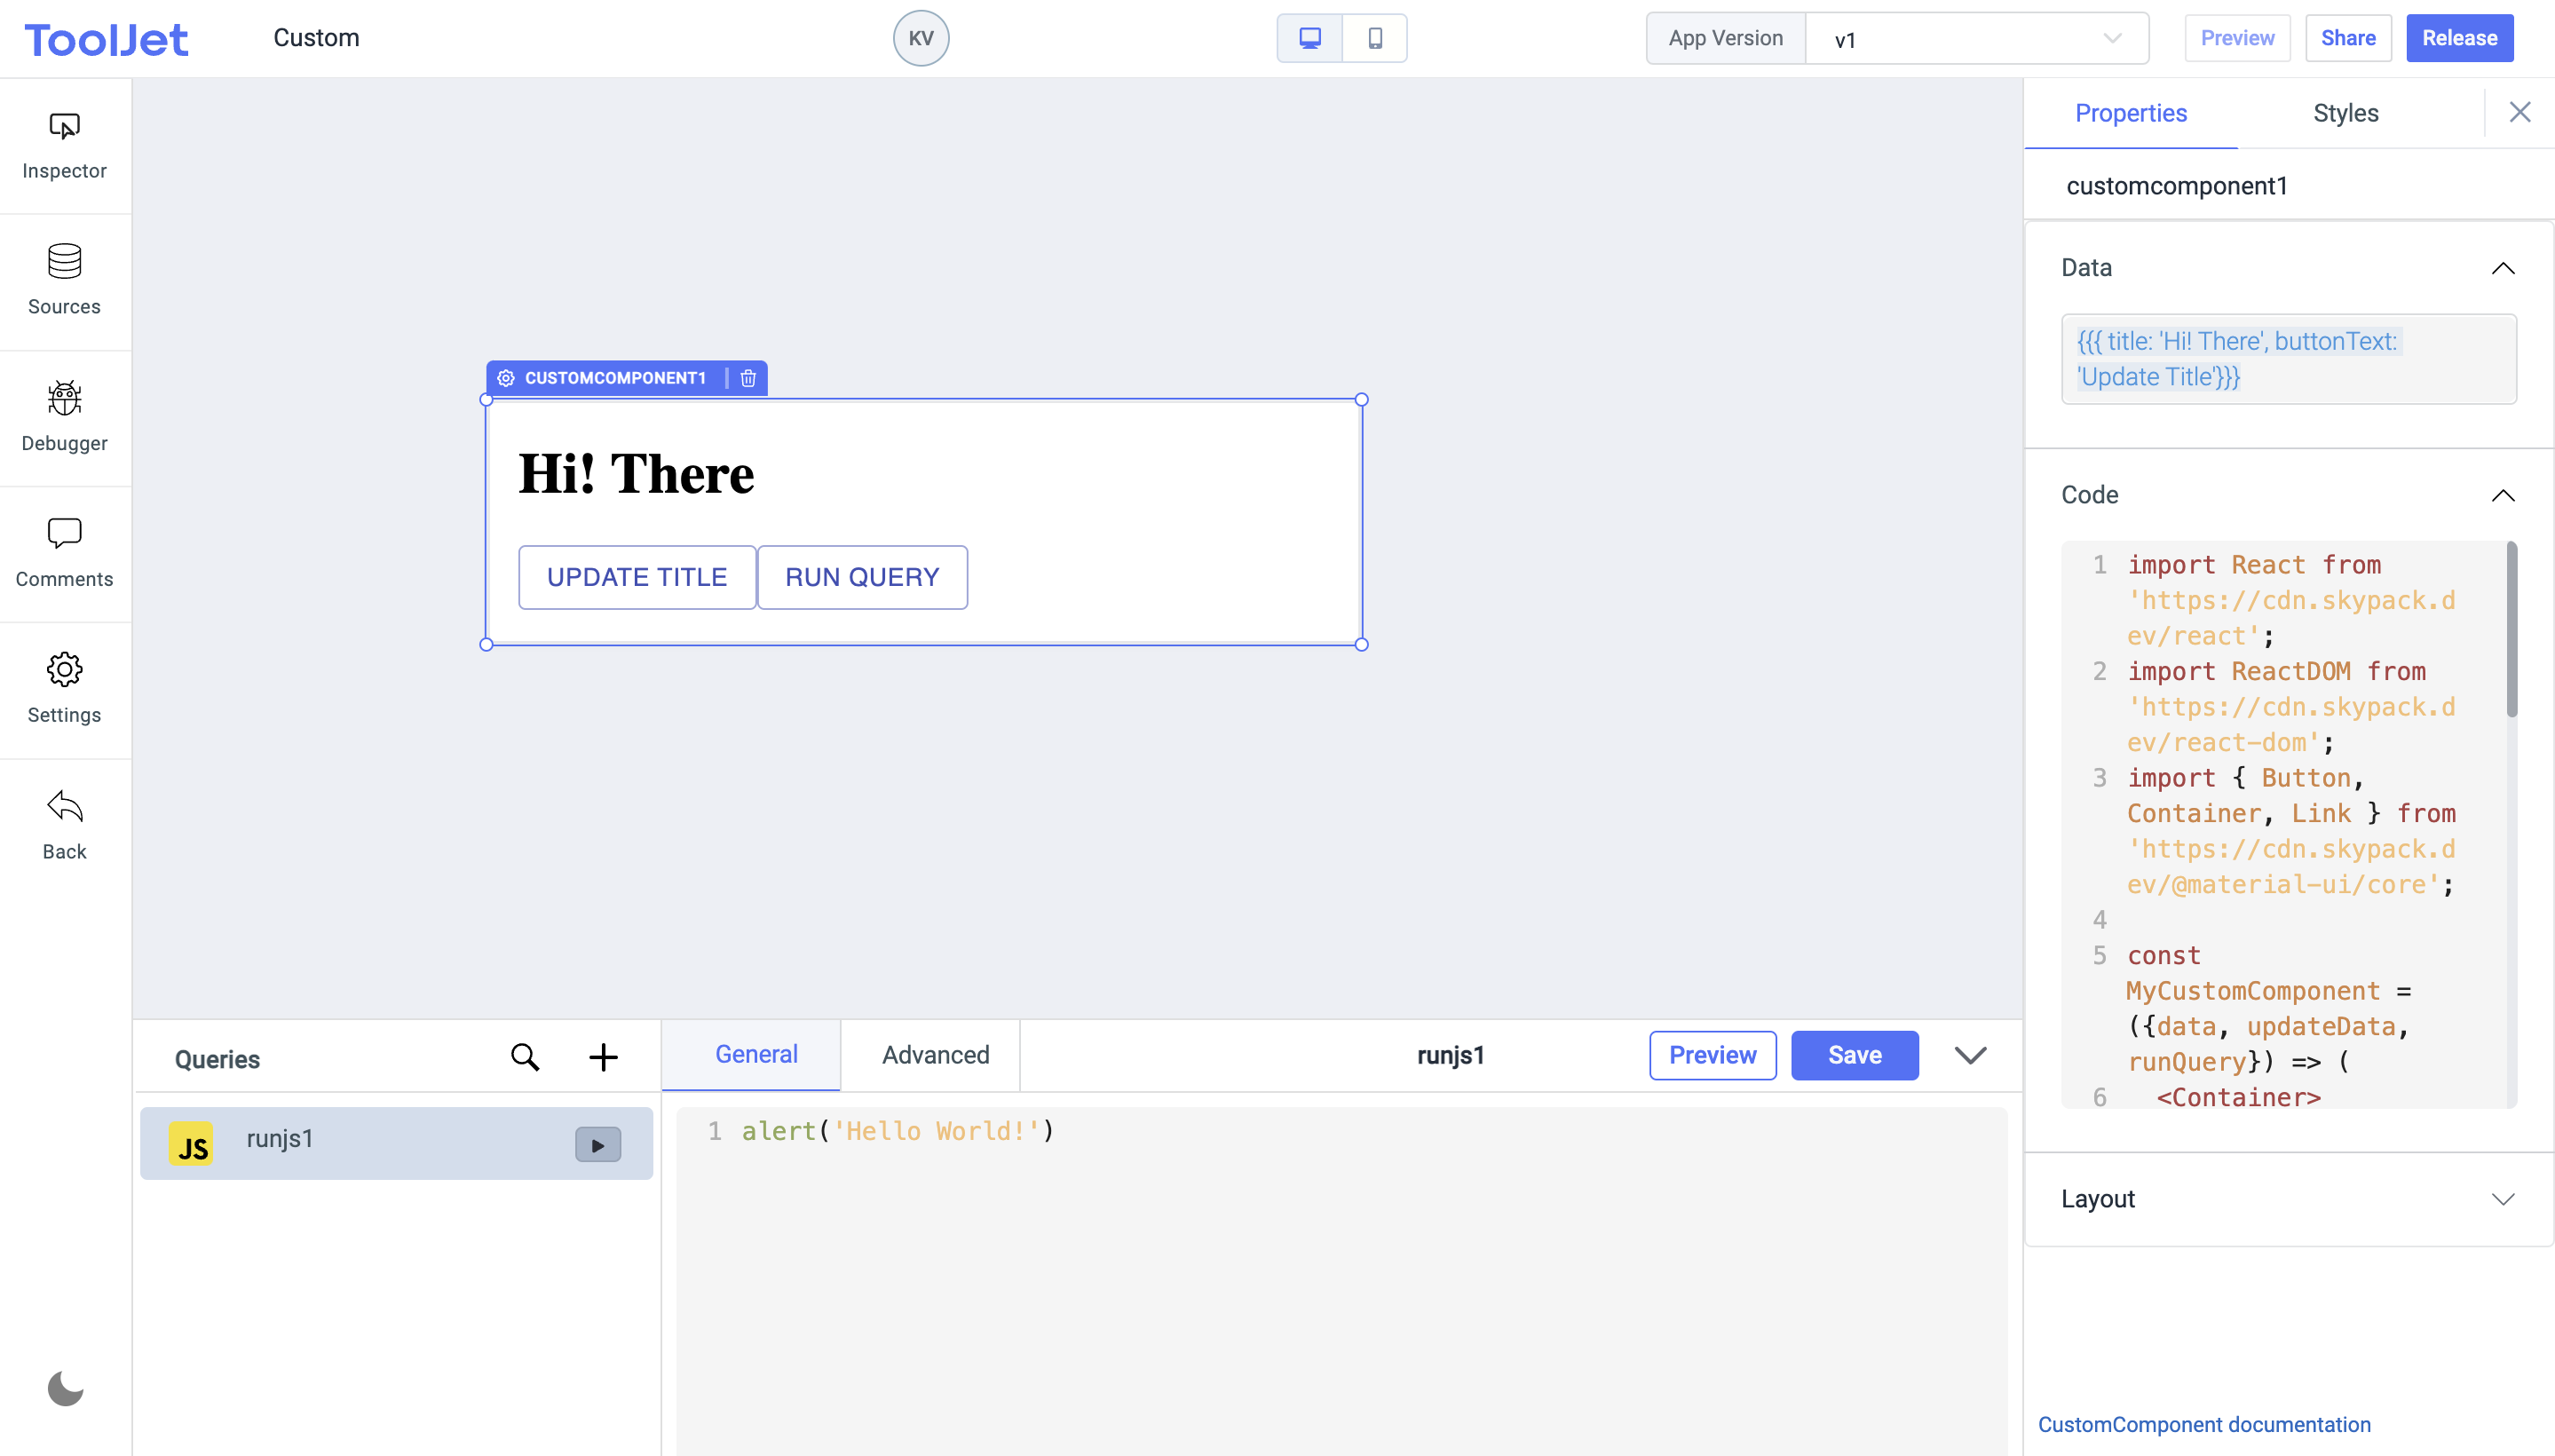 ToolJet
Custom
KV
App Version
v1
Preview
Share
Release
Inspector
Sources
Debugger
Comments
Settings
Back
CUSTOMCOMPONENT1
Hi! There
UPDATE TITLE
RUN QUERY
Queries
runjs1
General
Advanced
runjs1
Preview
Save
1 alert('Hello World!')
Properties
Styles
customcomponent1
Data
{{{ title: 'Hi! There', buttonText:
'Update Title'}}}
Code
1 import React from
'https://cdn.skypack.d
ev/react';
2 import ReactDOM from
'https://cdn.skypack.d
ev/react-dom';
3 import { Button,
Container, Link } from
'https://cdn.skypack.d
ev/@material-ui/core';
4
5 const
MyCustomComponent =
({data, updateData,
runQuery}) => (
6 <Container>
Layout
CustomComponent documentation
JS